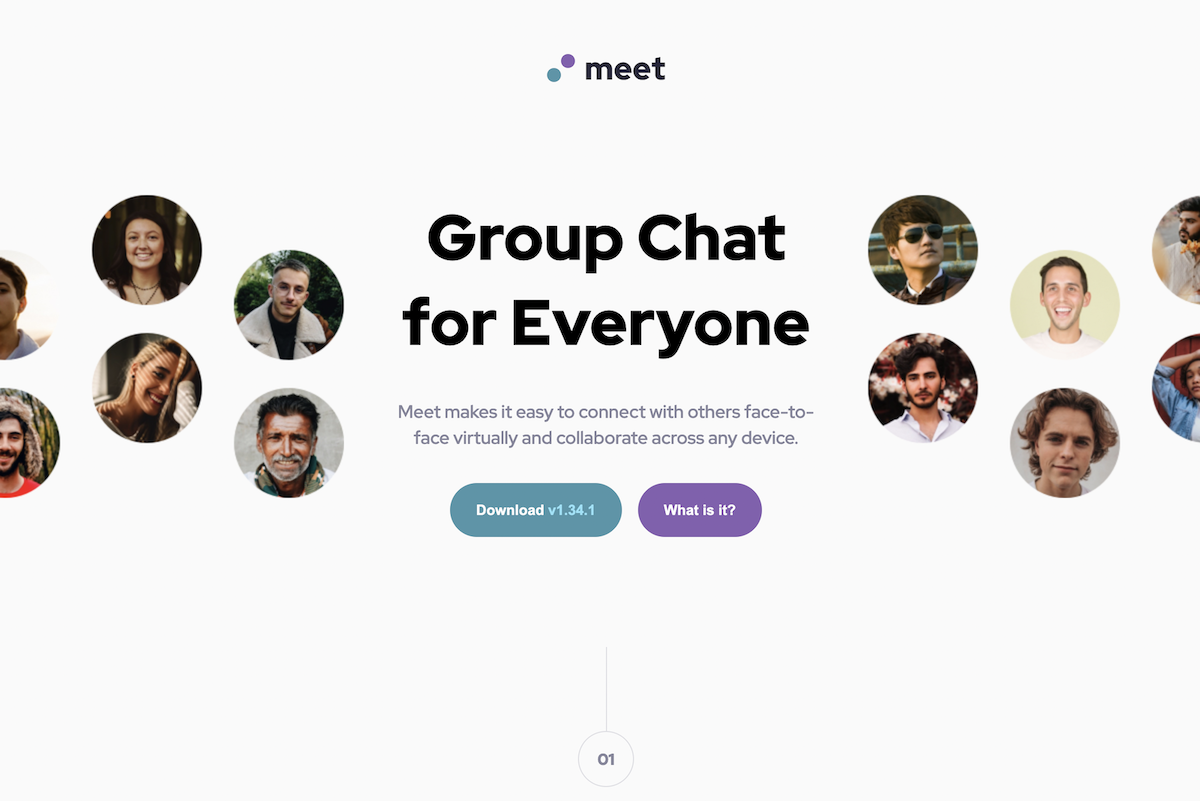 meet
Group Chat
for Everyone
Meet makes it easy to connect with others face-to-
face virtually and collaborate across any device.
Download v1.34.1
What is it?
01